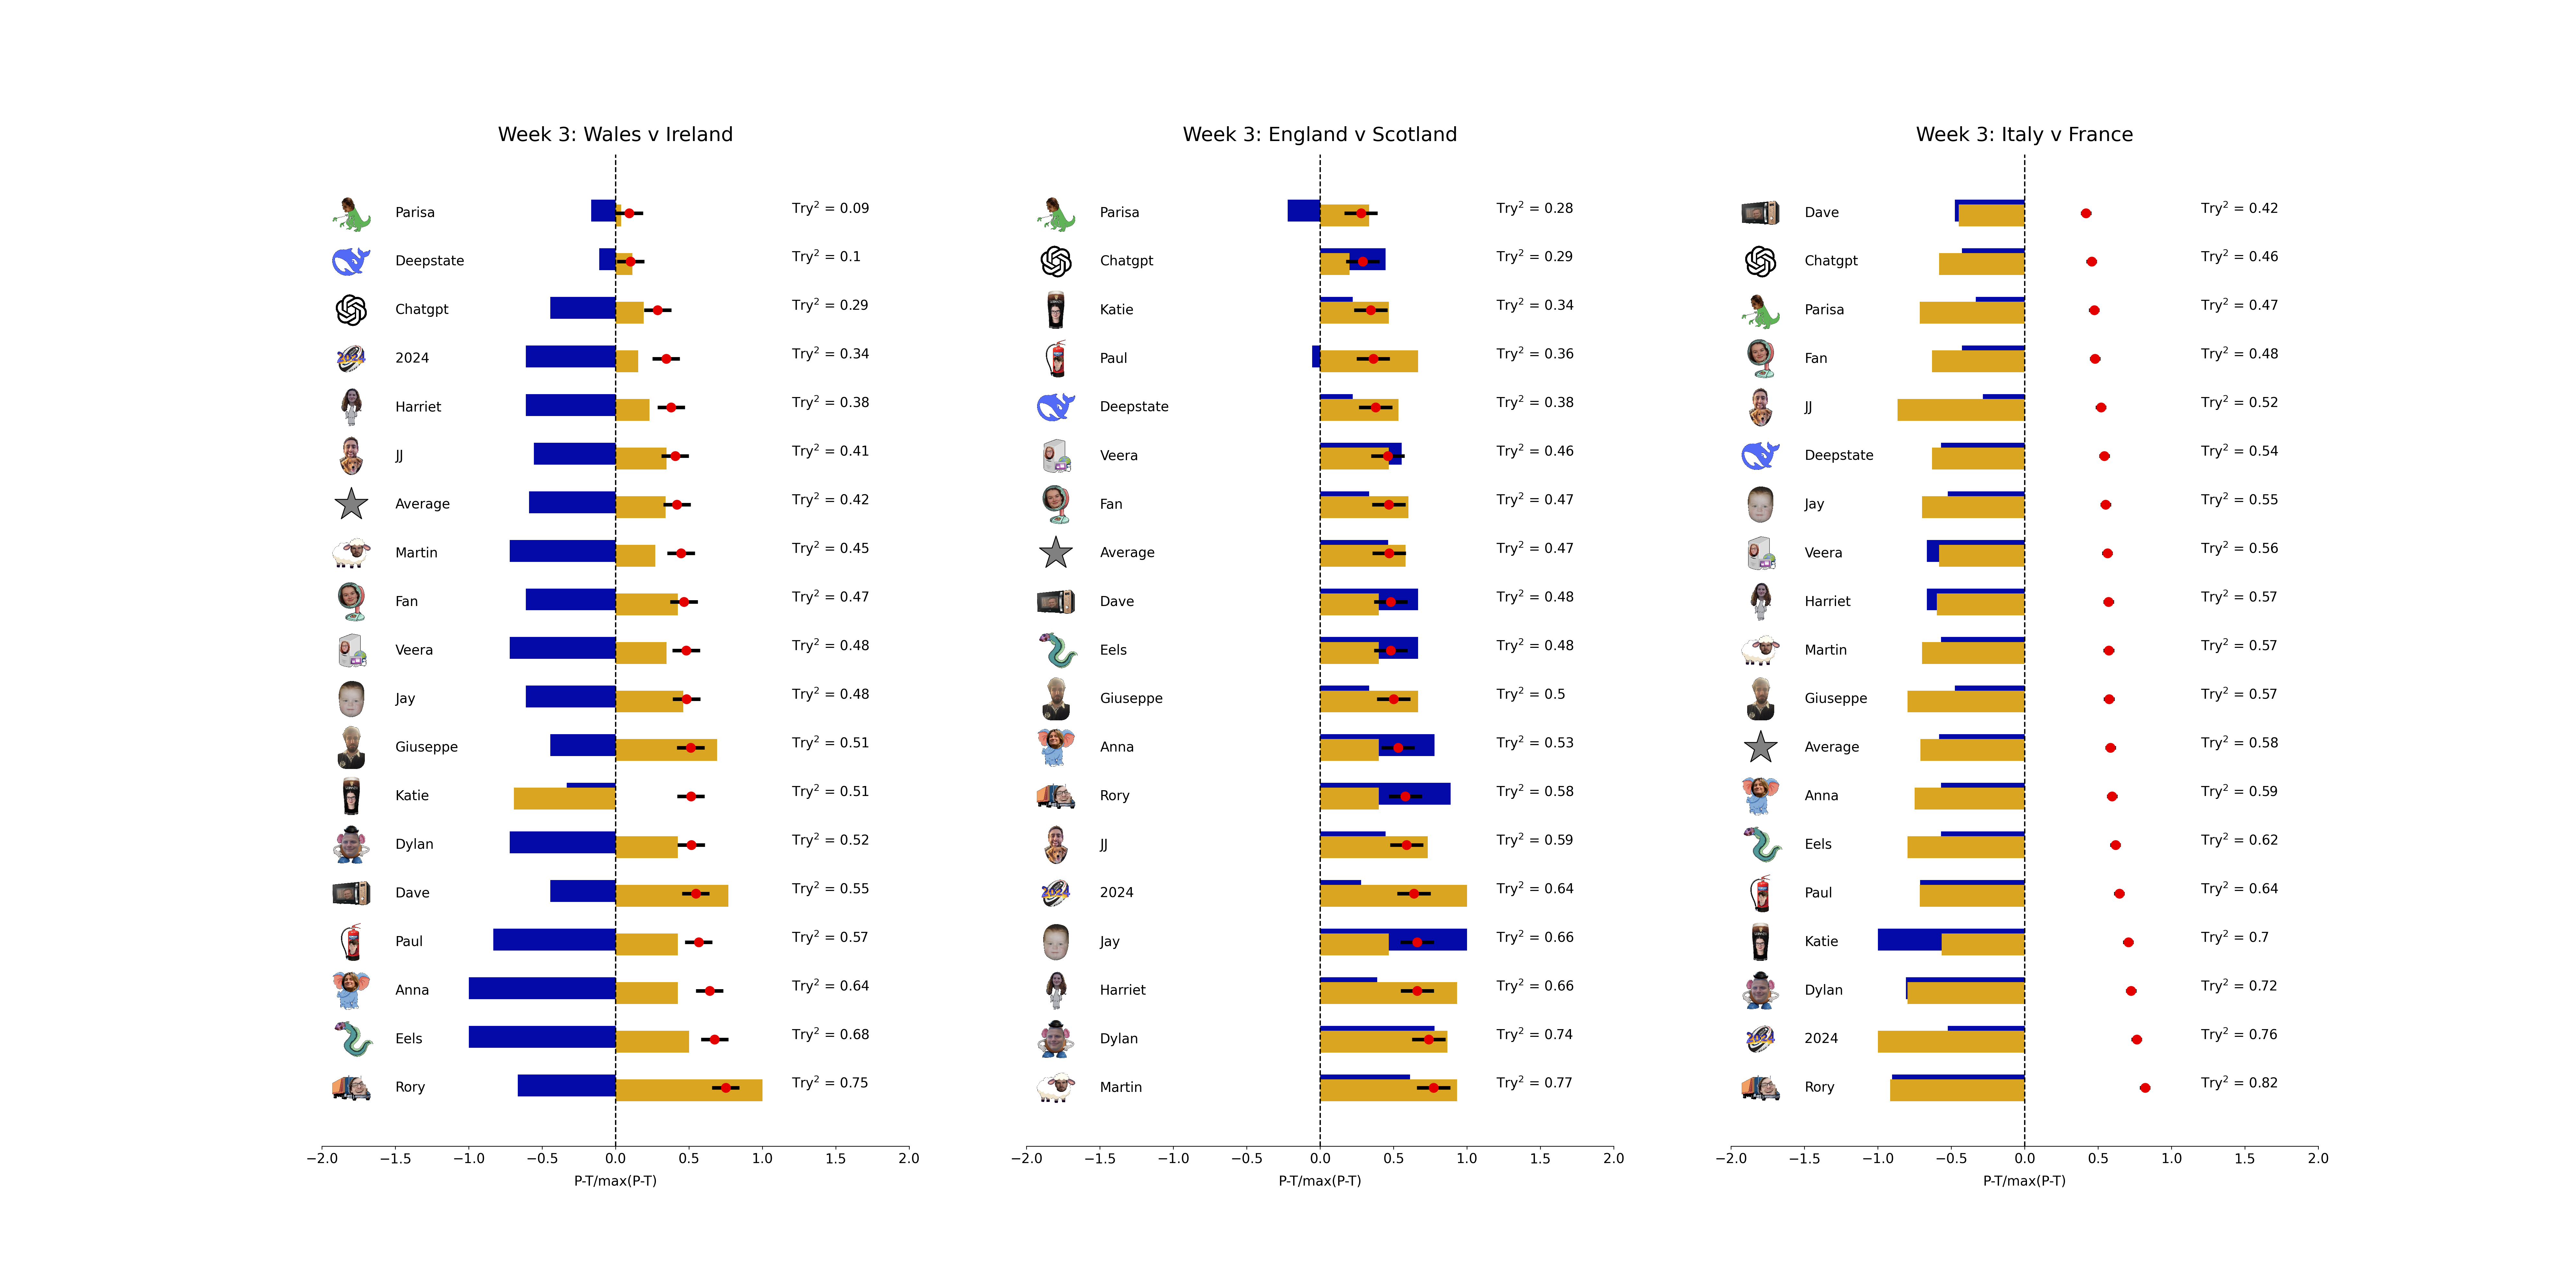 Week 3: Wales v Ireland
Parisa Try² = 0.09
Deepstate Try² = 0.1
Chatgpt Try² = 0.29
2024 Try² = 0.34
Harriet Try² = 0.38
JJ Try² = 0.41
Average Try² = 0.42
Martin Try² = 0.45
Fan Try² = 0.47
Veera Try² = 0.48
Jay Try² = 0.48
Giuseppe Try² = 0.51
Katie Try² = 0.51
Dylan Try² = 0.52
Dave Try² = 0.55
Paul Try² = 0.57
Anna Try² = 0.64
Eels Try² = 0.68
Rory Try² = 0.75
−2.0 −1.5 −1.0 −0.5 0.0 0.5 1.0 1.5 2.0
P-T/max(P-T)
Week 3: England v Scotland
Parisa Try² = 0.28
Chatgpt Try² = 0.29
Katie Try² = 0.34
Paul Try² = 0.36
Deepstate Try² = 0.38
Veera Try² = 0.46
Fan Try² = 0.47
Average Try² = 0.47
Dave Try² = 0.48
Eels Try² = 0.48
Giuseppe Try² = 0.5
Anna Try² = 0.53
Rory Try² = 0.58
JJ Try² = 0.59
2024 Try² = 0.64
Jay Try² = 0.66
Harriet Try² = 0.66
Dylan Try² = 0.74
Martin Try² = 0.77
−2.0 −1.5 −1.0 −0.5 0.0 0.5 1.0 1.5 2.0
P-T/max(P-T)
Week 3: Italy v France
Dave Try² = 0.42
Chatgpt Try² = 0.46
Parisa Try² = 0.47
Fan Try² = 0.48
JJ Try² = 0.52
Deepstate Try² = 0.54
Jay Try² = 0.55
Veera Try² = 0.56
Harriet Try² = 0.57
Martin Try² = 0.57
Giuseppe Try² = 0.57
Average Try² = 0.58
Anna Try² = 0.59
Eels Try² = 0.62
Paul Try² = 0.64
Katie Try² = 0.7
Dylan Try² = 0.72
2024 Try² = 0.76
Rory Try² = 0.82
−2.0 −1.5 −1.0 −0.5 0.0 0.5 1.0 1.5 2.0
P-T/max(P-T)